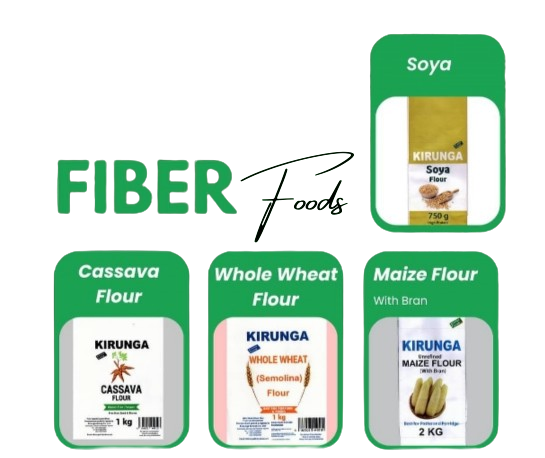 Soya
KIRUNGA
Soya
Flour
750 g
FIBER Foods
Cassava
Flour
KIRUNGA
CASSAVA
FLOUR
1 kg
Whole Wheat
Flour
KIRUNGA
WHOLE WHEAT
(Semolina)
Flour
1 kg
Maize Flour
With Bran
KIRUNGA
Unrefined
MAIZE FLOUR
(With Bran)
2 KG